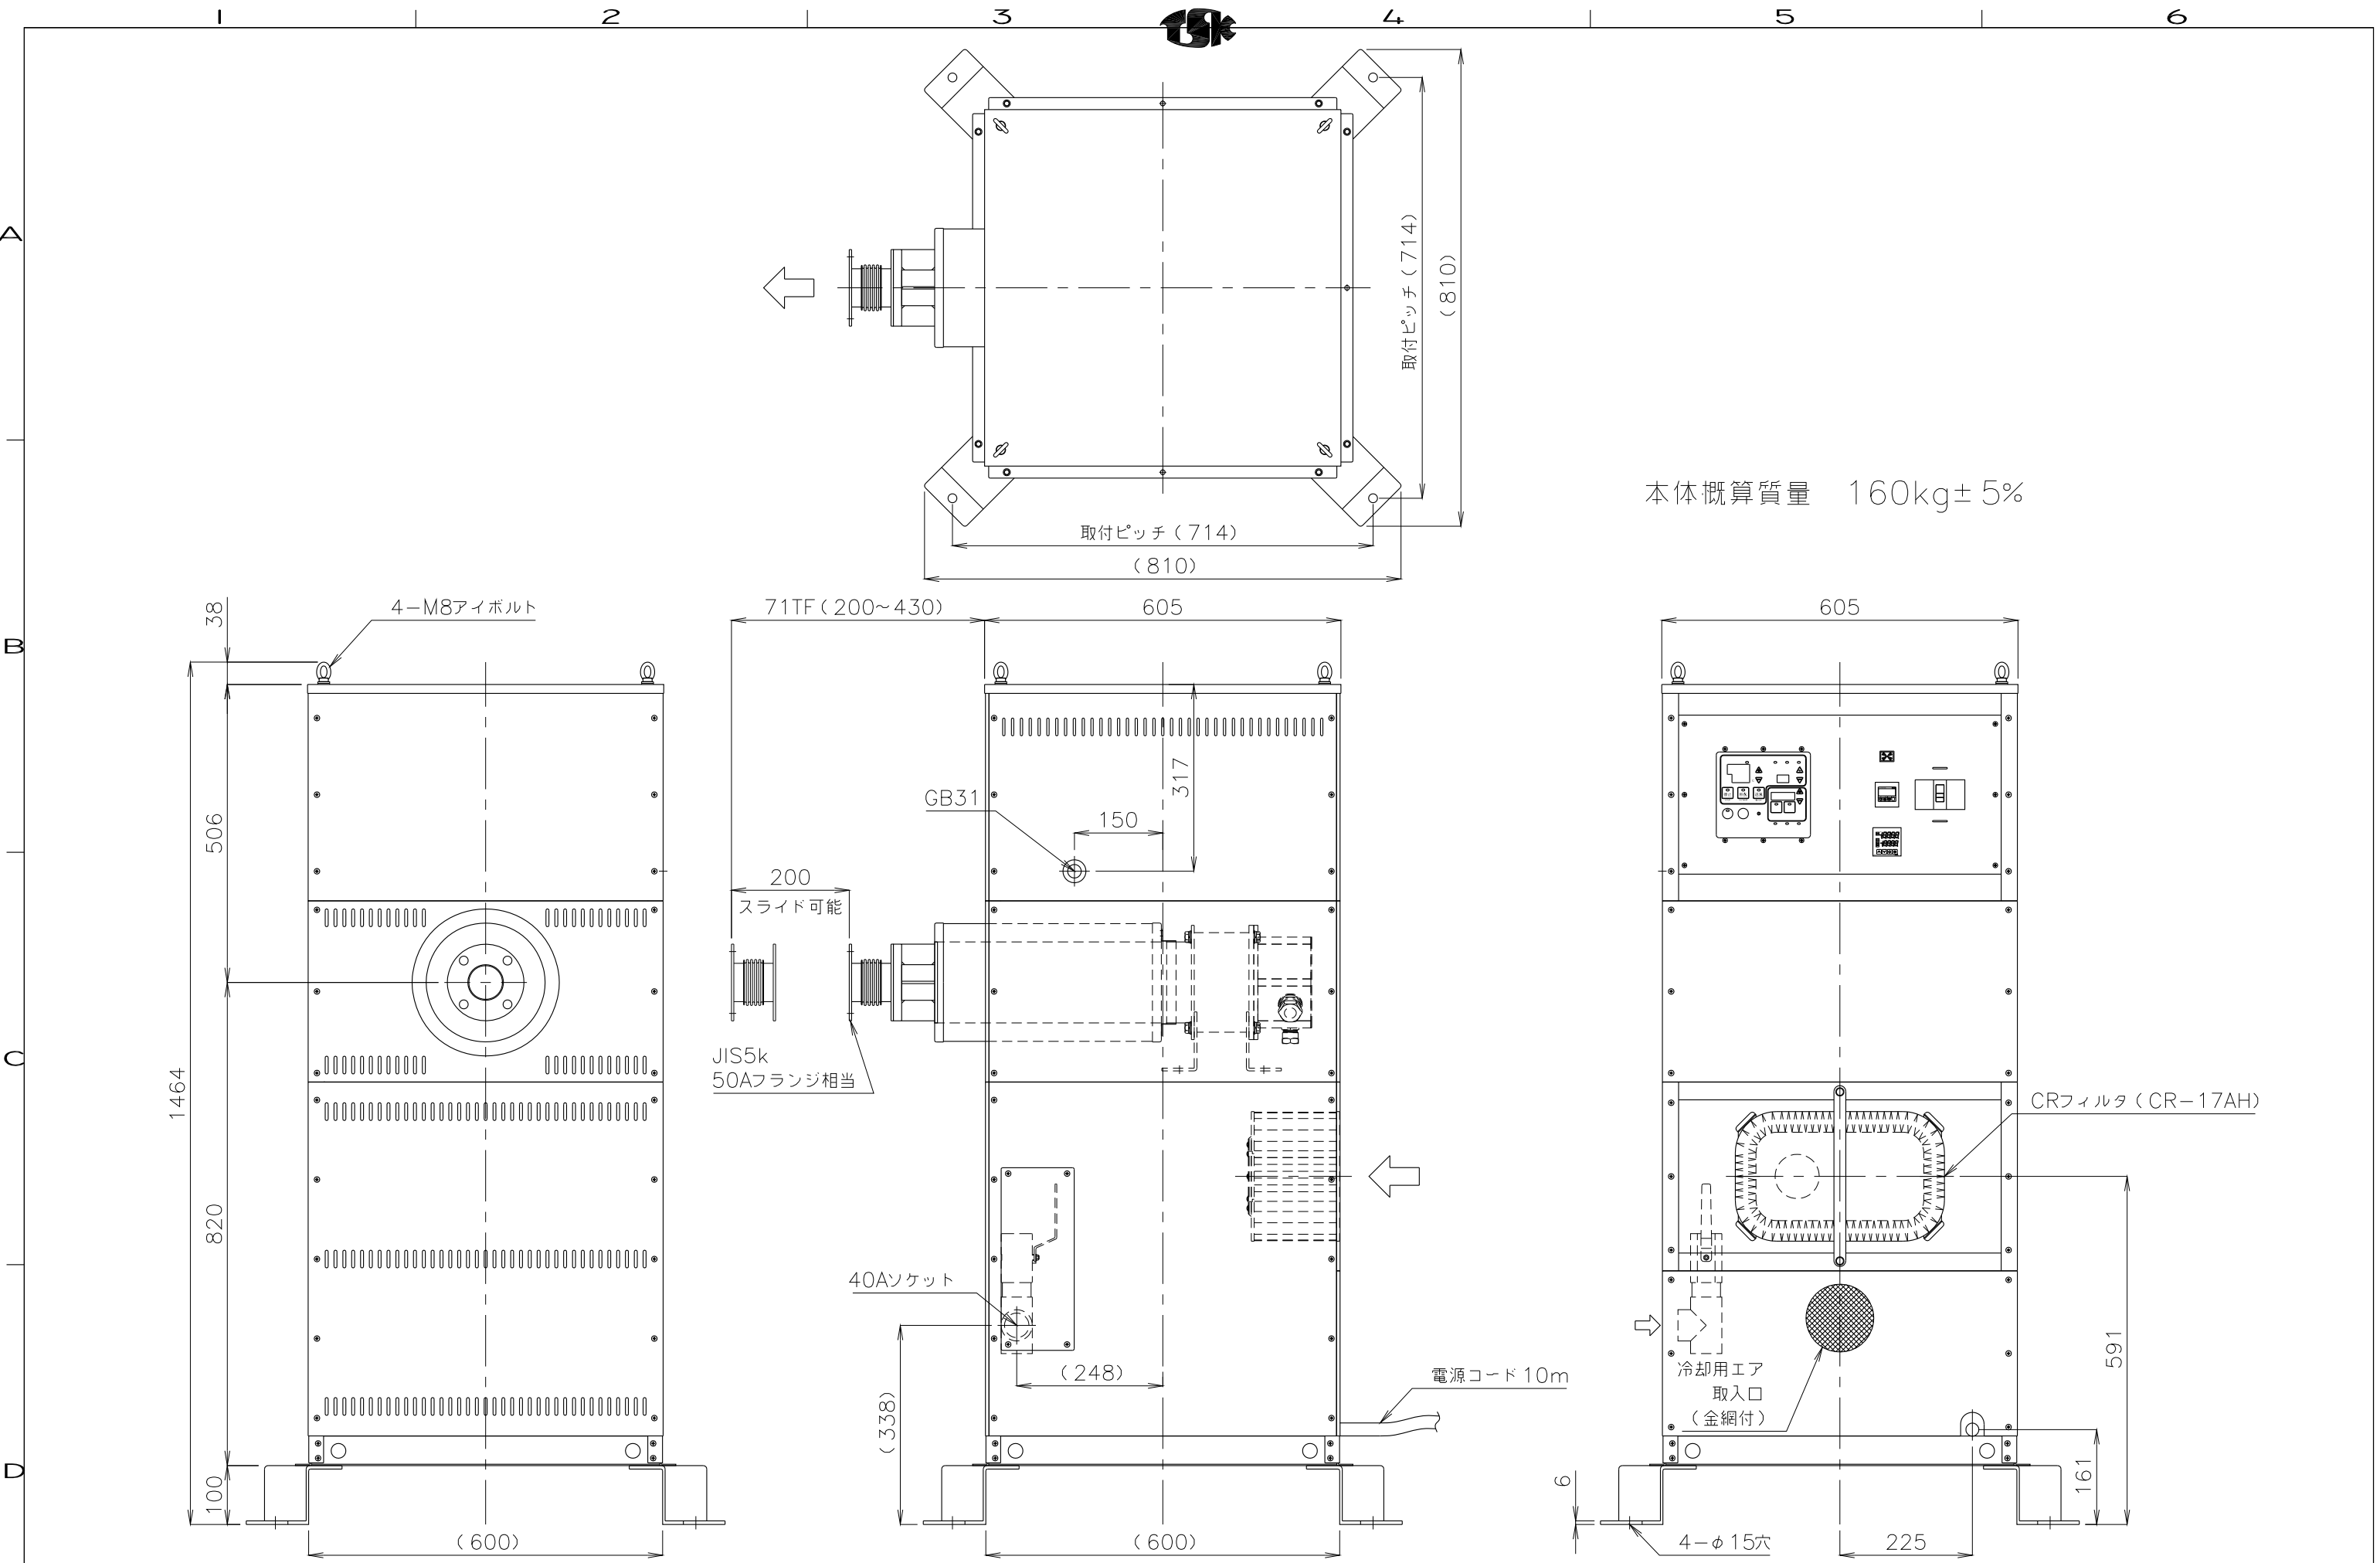 1 2 3 4 5 6
A
B
C
D
取付ピッチ(714)
(810)
取付ピッチ(714)
(810)
本体概算質量 160kg±5%
38
4-M8アイボルト
506
1464
820
100
(600)
71TF(200~430)
605
317
GB31
150
200
スライド可能
JIS5k
50Aフランジ相当
40Aソケット
(248)
(338)
電源コード10m
(600)
605
CRフィルタ(CR-17AH)
冷却用エア
取入口
(金網付)
591
161
6
4-φ15穴
225